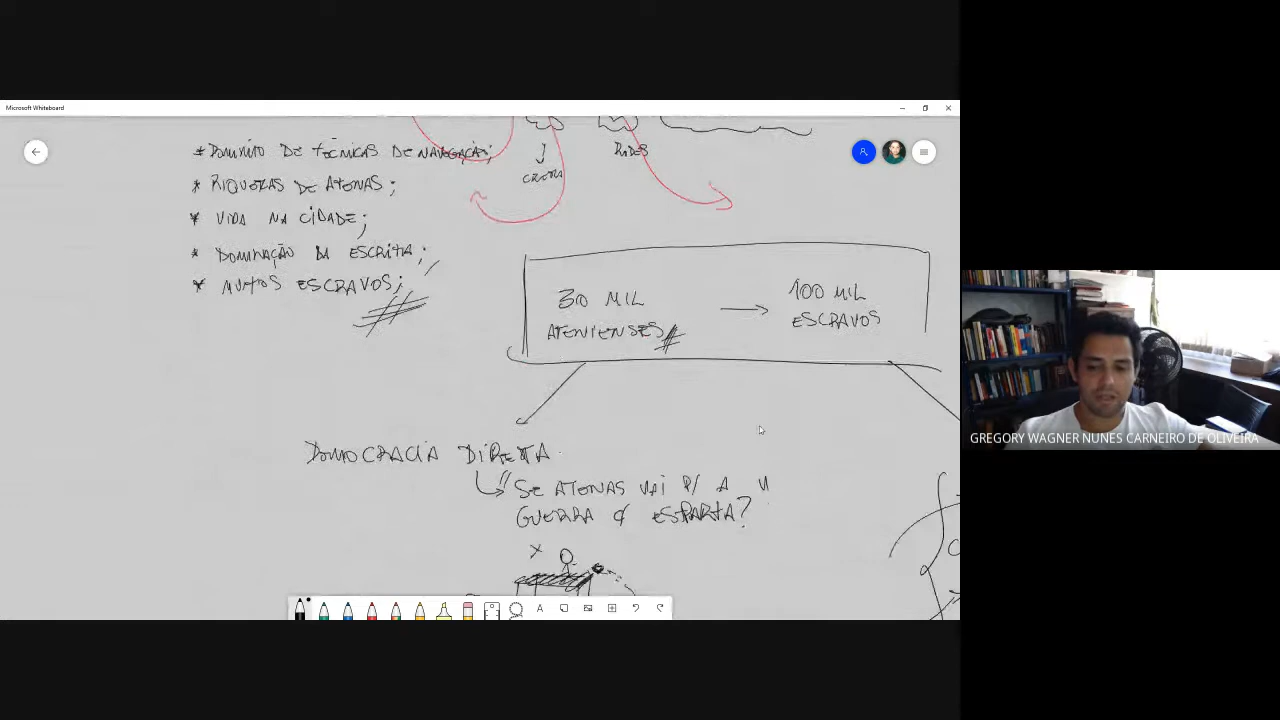 Microsoft Whiteboard
* DOMINIO DE TÉCNICAS DE NAVEGAÇÃO;
* RIQUEZAS DE ATENAS;
* VIDA NA CIDADE;
* DOMINAÇÃO DA ESCRITA;
* MUITOS ESCRAVOS;
CRETA
RODES
30 MIL
ATENIENSES
→ 100 MIL
ESCRAVOS
DEMOCRACIA DIRETA
"SE ATENAS VAI P/ A
GUERRA C/ ESPARTA?
GREGORY WAGNER NUNES CARNEIRO DE OLIVEIRA